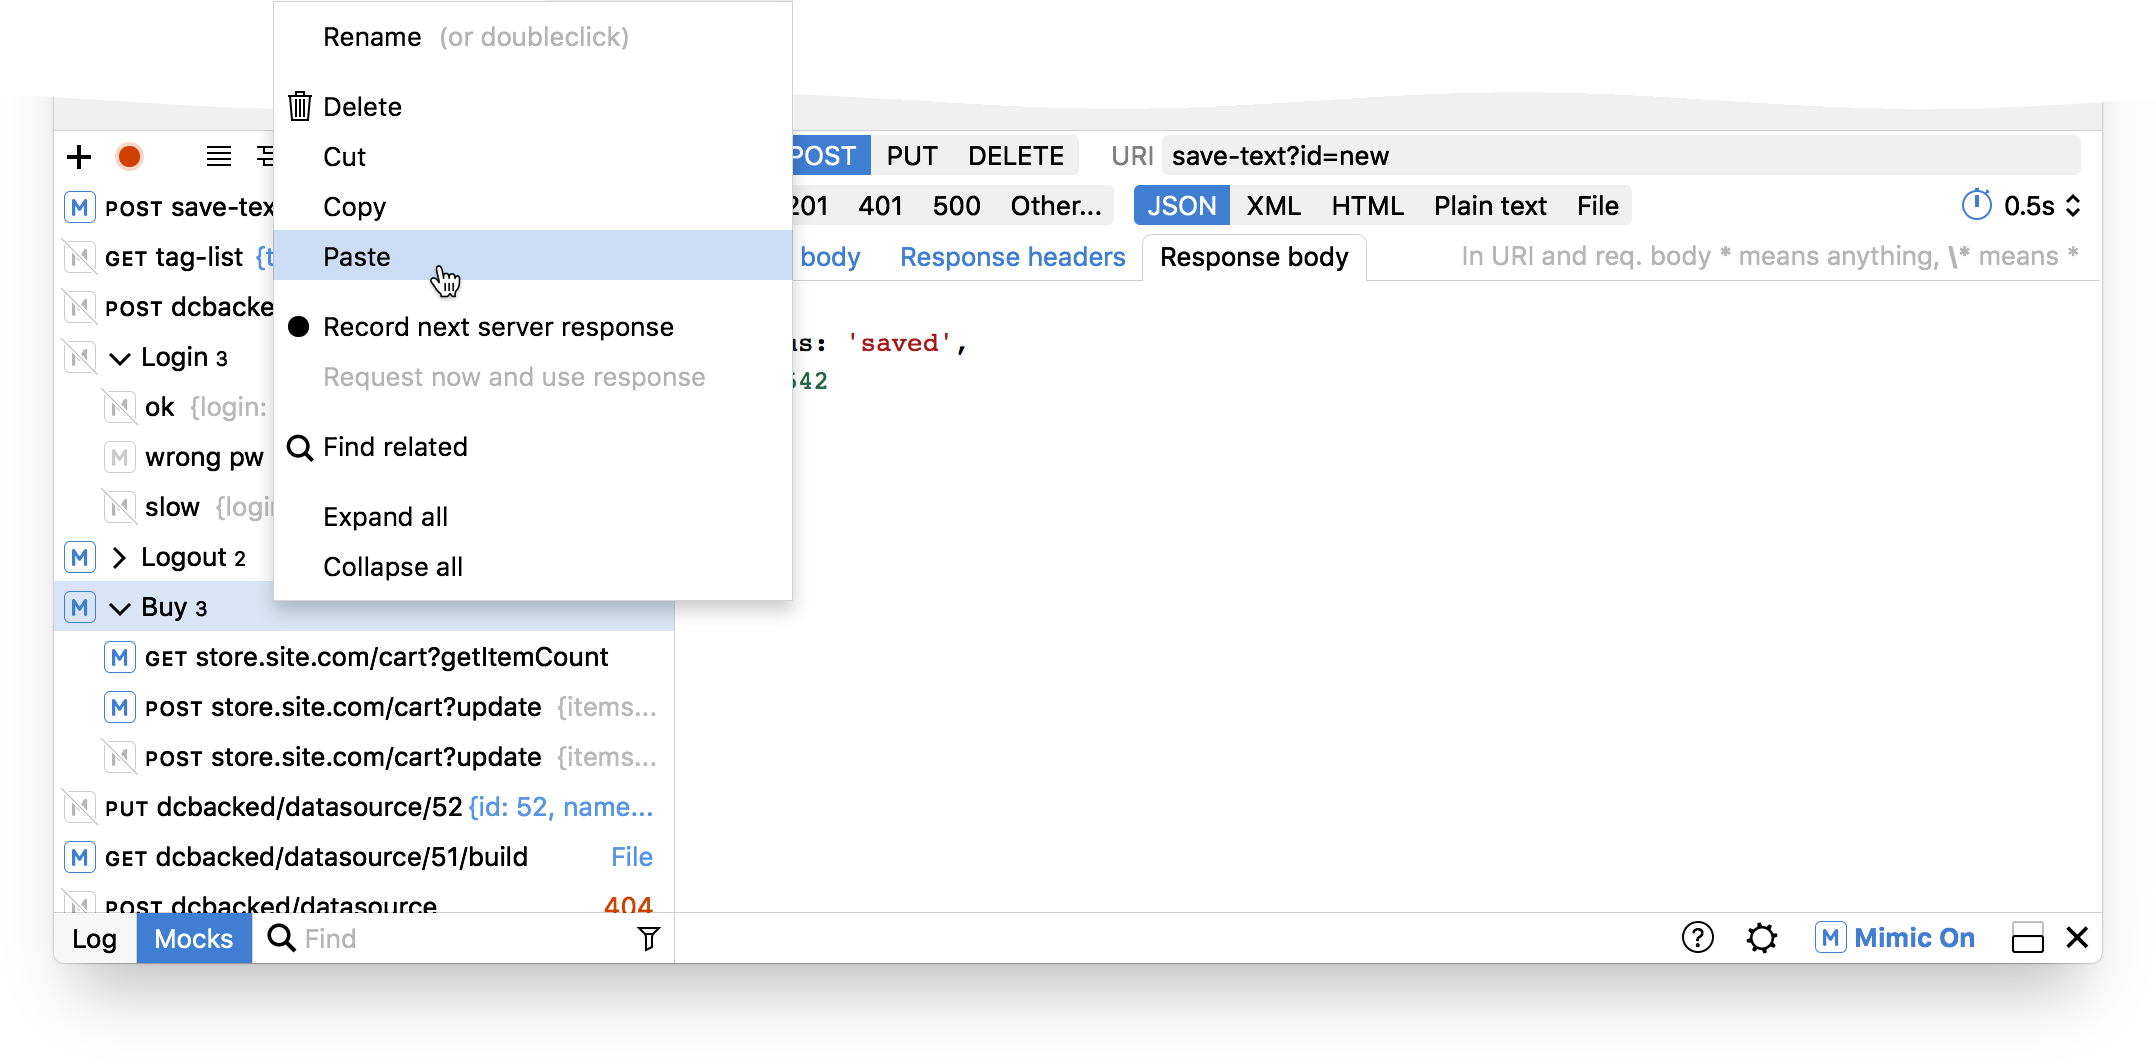 Rename (or doubleclick)
Delete
Cut
Copy
Paste
Record next server response
Request now and use response
Find related
Expand all
Collapse all
POST PUT DELETE URI save-text?id=new
201 401 500 Other... JSON XML HTML Plain text File 0.5s
body Response headers Response body In URI and req. body * means anything, \* means *
: 'saved',
42
M POST save-tex
M GET tag-list {t
M POST dcbacke
M Login 3
M ok {login:
M wrong pw
M slow {logi
M Logout 2
M Buy 3
M GET store.site.com/cart?getItemCount
M POST store.site.com/cart?update {items...
M POST store.site.com/cart?update {items...
M PUT dcbacked/datasource/52 {id: 52, name...
M GET dcbacked/datasource/51/build File
M POST dcbacked/datasource 404
Log Mocks Find ? M Mimic On